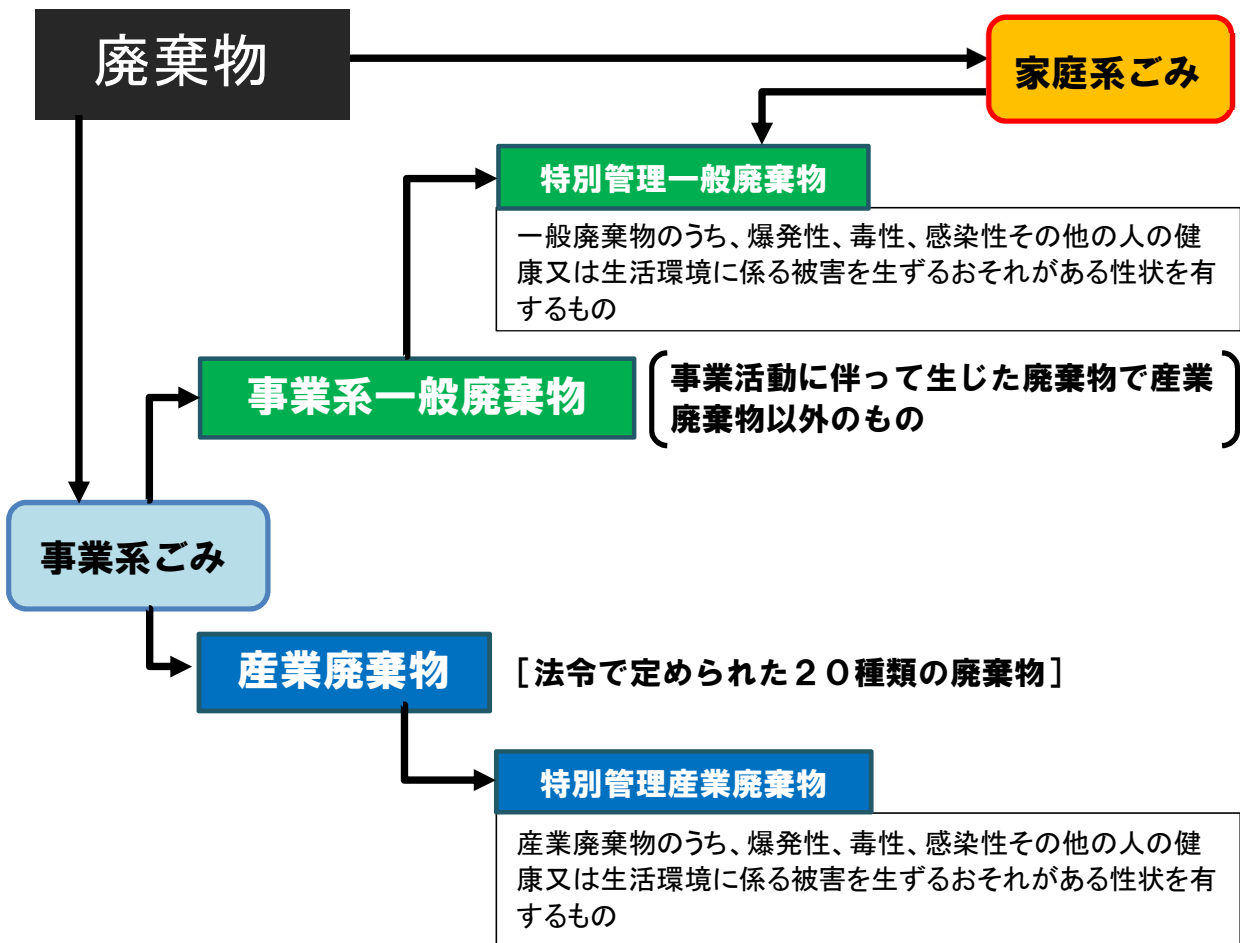 廃棄物
家庭系ごみ
特別管理一般廃棄物
一般廃棄物のうち、爆発性、毒性、感染性その他の人の健
康又は生活環境に係る被害を生ずるおそれがある性状を有
するもの
事業系一般廃棄物
事業活動に伴って生じた廃棄物で産業
廃棄物以外のもの
事業系ごみ
産業廃棄物
[法令で定められた２０種類の廃棄物]
特別管理産業廃棄物
産業廃棄物のうち、爆発性、毒性、感染性その他の人の健
康又は生活環境に係る被害を生ずるおそれがある性状を有
するもの